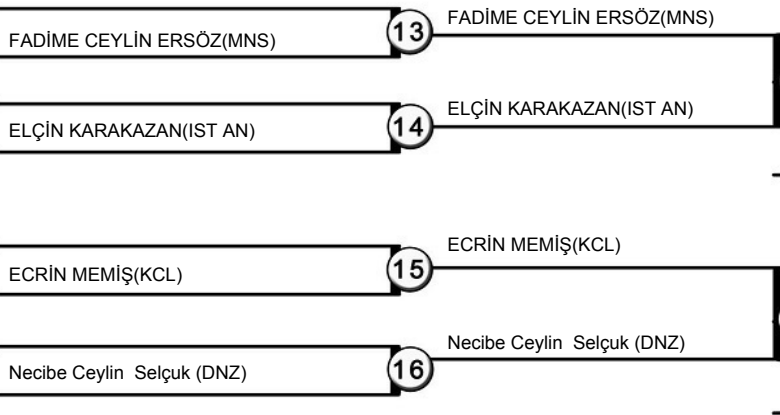 FADİME CEYLİN ERSÖZ(MNS)
13
FADİME CEYLİN ERSÖZ(MNS)
ELÇİN KARAKAZAN(IST AN)
14
ELÇİN KARAKAZAN(IST AN)
ECRİN MEMİŞ(KCL)
15
ECRİN MEMİŞ(KCL)
Necibe Ceylin  Selçuk (DNZ)
16
Necibe Ceylin  Selçuk (DNZ)